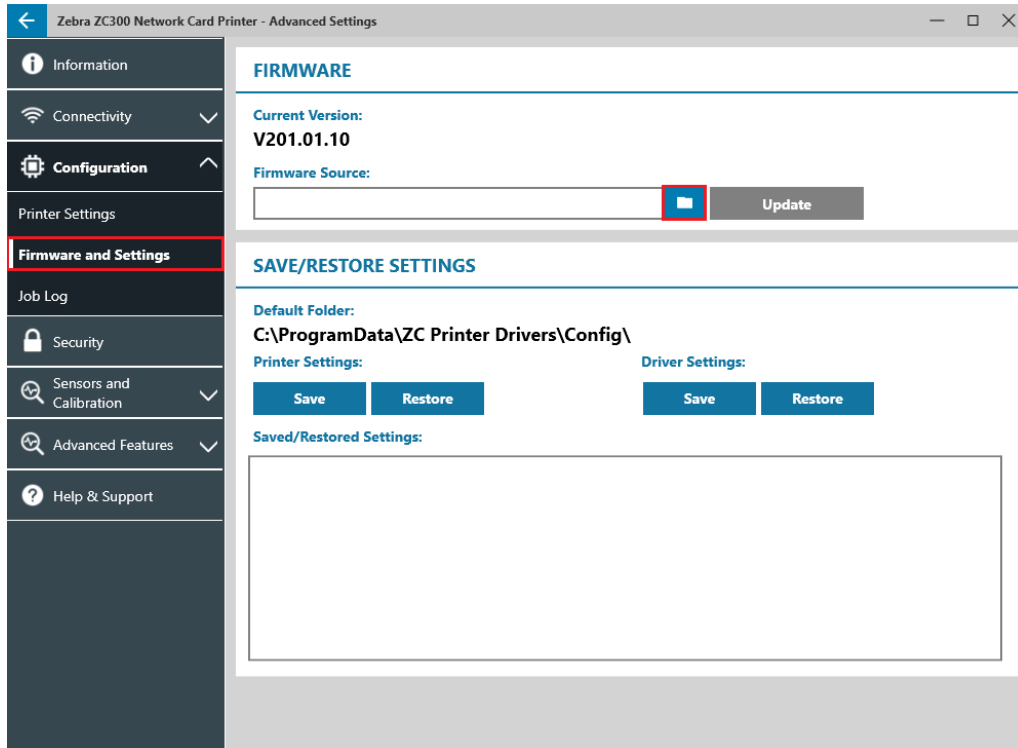 Zebra ZC300 Network Card Printer - Advanced Settings
Information
Connectivity
Configuration
Printer Settings
Firmware and Settings
Job Log
Security
Sensors and
Calibration
Advanced Features
Help & Support
FIRMWARE
Current Version:
V201.01.10
Firmware Source:
Update
SAVE/RESTORE SETTINGS
Default Folder:
C:\ProgramData\ZC Printer Drivers\Config\
Printer Settings: Driver Settings:
Save Restore Save Restore
Saved/Restored Settings: